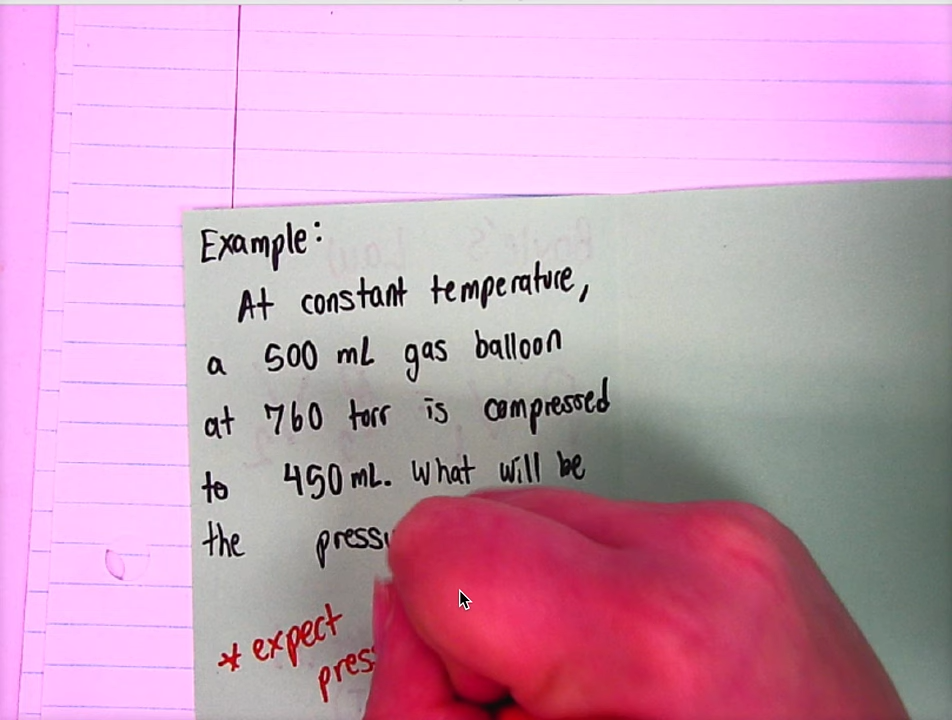 Example:
At constant temperature,
a 500 mL gas balloon
at 760 torr is compressed
to 450 mL. What will be
the
* expect